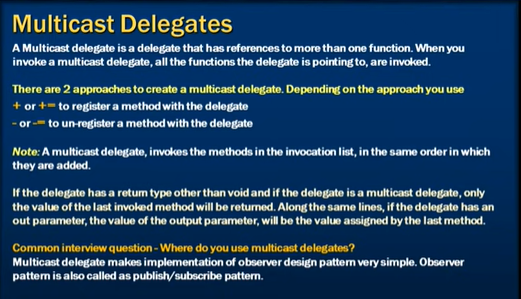 Multicast Delegates
A Multicast delegate is a delegate that has references to more than one function. When you
invoke a multicast delegate, all the functions the delegate is pointing to, are invoked.
There are 2 approaches to create a multicast delegate. Depending on the approach you use
+ or += to register a method with the delegate
- or -= to un-register a method with the delegate
Note: A multicast delegate, invokes the methods in the invocation list, in the same order in which
they are added.
If the delegate has a return type other than void and if the delegate is a multicast delegate, only
the value of the last invoked method will be returned. Along the same lines, if the delegate has an
out parameter, the value of the output parameter, will be the value assigned by the last method.
Common interview question - Where do you use multicast delegates?
Multicast delegate makes implementation of observer design pattern very simple. Observer
pattern is also called as publish/subscribe pattern.